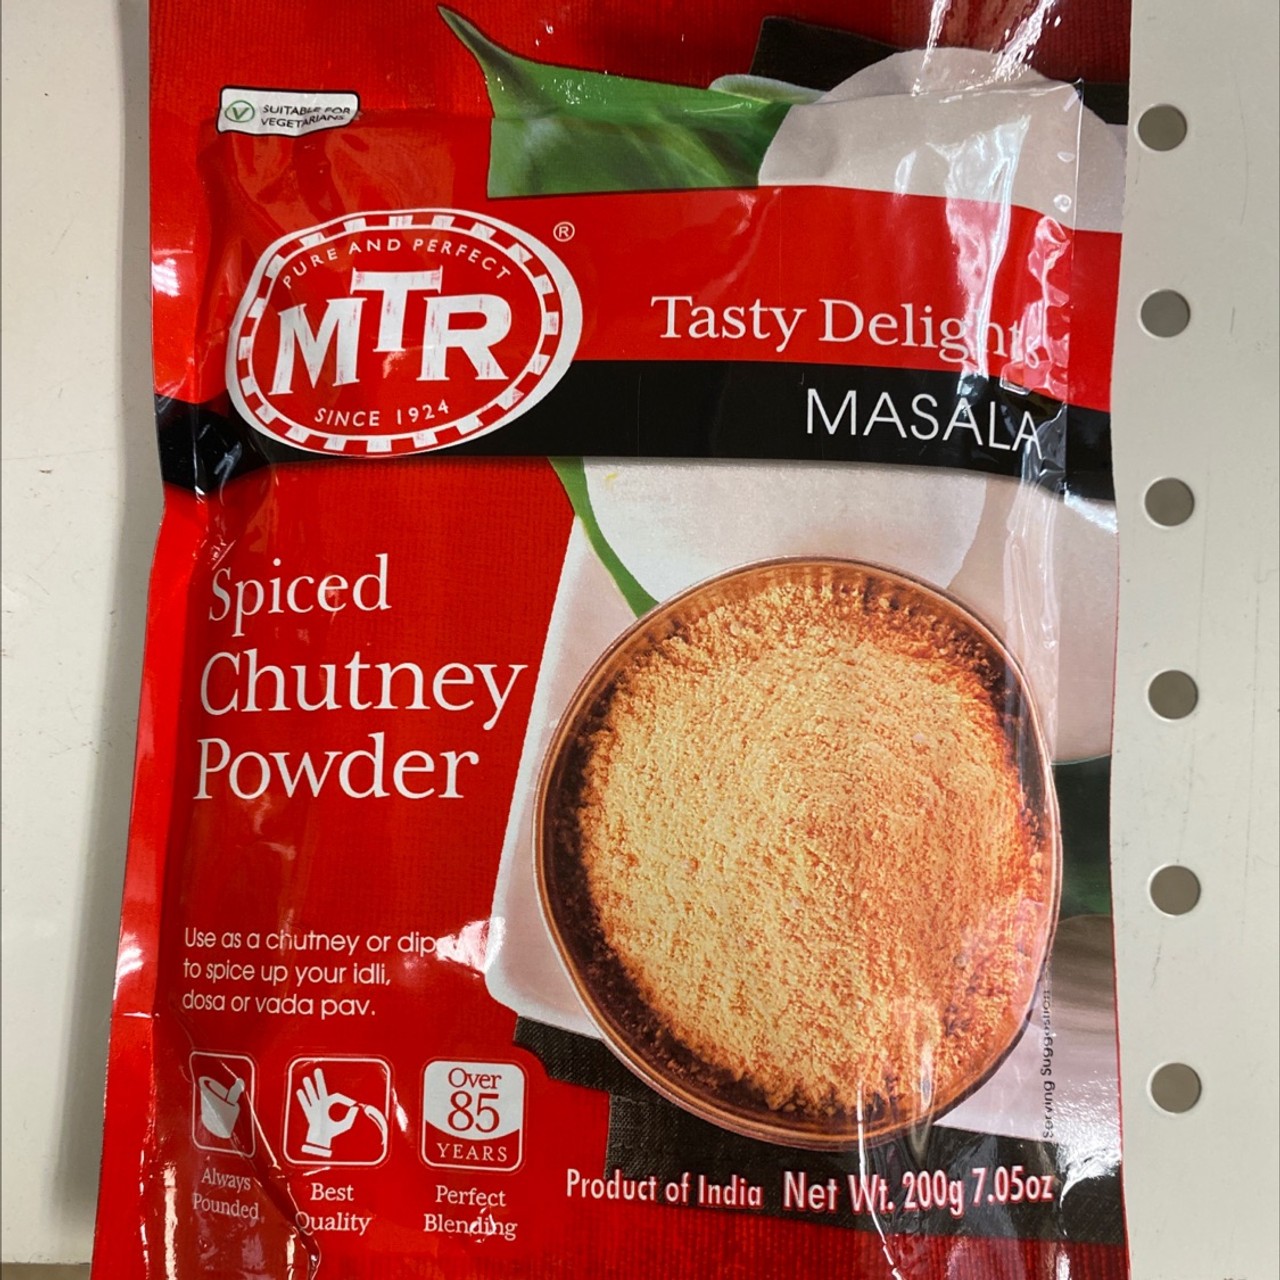 SUITABLE FOR
VEGETARIANS
PURE AND PERFECT
MTR
SINCE 1924
®
Tasty Delights
MASALA
Spiced
Chutney
Powder
Use as a chutney or dip
to spice up your idli,
dosa or vada pav.
Always
Pounded
Best
Quality
Over
85
YEARS
Perfect
Blending
Product of India Net Wt. 200g 7.05oz
Serving Suggestion